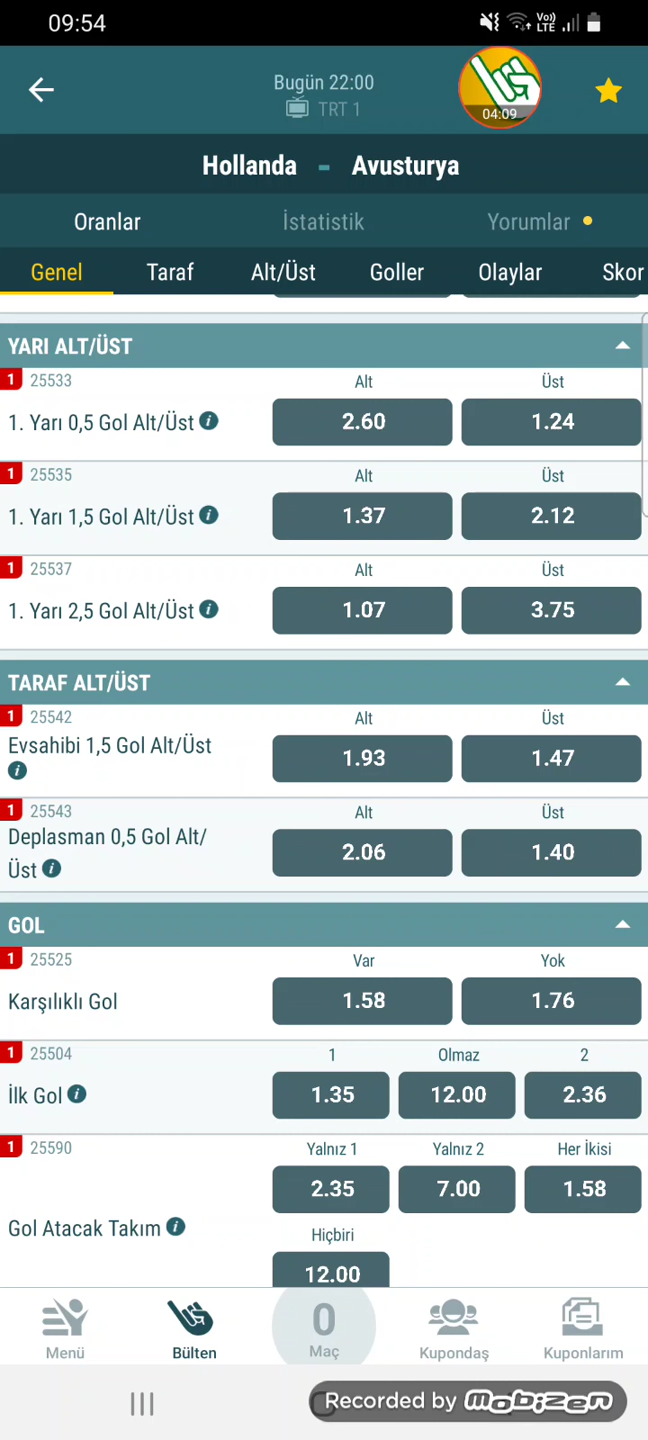 09:54
Vo))
LTE
Bugün 22:00
TRT 1
04:09
Hollanda - Avusturya
Oranlar İstatistik Yorumlar
Genel Taraf Alt/Üst Goller Olaylar Skor
YARI ALT/ÜST
1 25533 Alt Üst
1. Yarı 0,5 Gol Alt/Üst i 2.60 1.24
1 25535 Alt Üst
1. Yarı 1,5 Gol Alt/Üst i 1.37 2.12
1 25537 Alt Üst
1. Yarı 2,5 Gol Alt/Üst i 1.07 3.75
TARAF ALT/ÜST
1 25542 Alt Üst
Evsahibi 1,5 Gol Alt/Üst 1.93 1.47
i
1 25543 Alt Üst
Deplasman 0,5 Gol Alt/ 2.06 1.40
Üst i
GOL
1 25525 Var Yok
Karşılıklı Gol 1.58 1.76
1 25504 1 Olmaz 2
İlk Gol i 1.35 12.00 2.36
1 25590 Yalnız 1 Yalnız 2 Her İkisi
2.35 7.00 1.58
Gol Atacak Takım i Hiçbiri
12.00
0
Menü Bülten Maç Kupondaş Kuponlarım
Recorded by mobizen